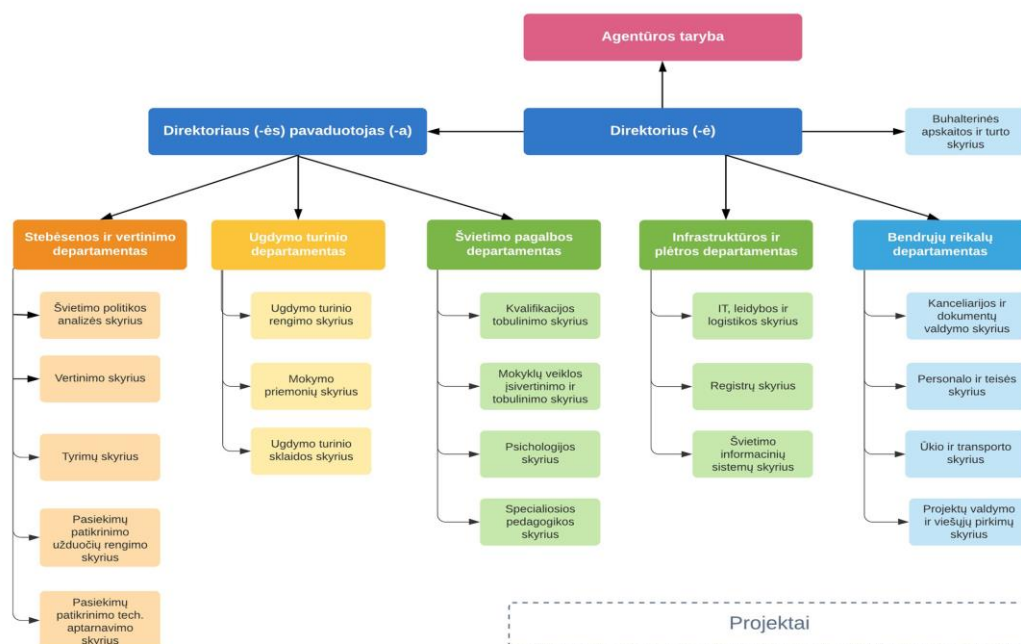 Agentūros taryba
Direktoriaus (-ės) pavaduotojas (-a)
Direktorius (-ė)
Buhalterinės
apskaitos ir turto
skyrius
Stebėsenos ir vertinimo
departamentas
Ugdymo turinio
departamentas
Švietimo pagalbos
departamentas
Infrastruktūros ir
plėtros departamentas
Bendrųjų reikalų
departamentas
Švietimo politikos
analizės skyrius
Vertinimo skyrius
Tyrimų skyrius
Pasiekimų
patikrinimo
užduočių rengimo
skyrius
Pasiekimų
patikrinimo tech.
aptarnavimo
skyrius
Ugdymo turinio
rengimo skyrius
Mokymo
priemonių skyrius
Ugdymo turinio
sklaidos skyrius
Kvalifikacijos
tobulinimo skyrius
Mokyklų veiklos
įsivertinimo ir
tobulinimo skyrius
Psichologijos
skyrius
Specialiosios
pedagogikos
skyrius
IT, leidybos ir
logistikos skyrius
Registrų skyrius
Švietimo
informacinių
sistemų skyrius
Kanceliarijos ir
dokumentų
valdymo skyrius
Personalo ir teisės
skyrius
Ūkio ir transporto
skyrius
Projektų valdymo
ir viešųjų pirkimų
skyrius
Projektai